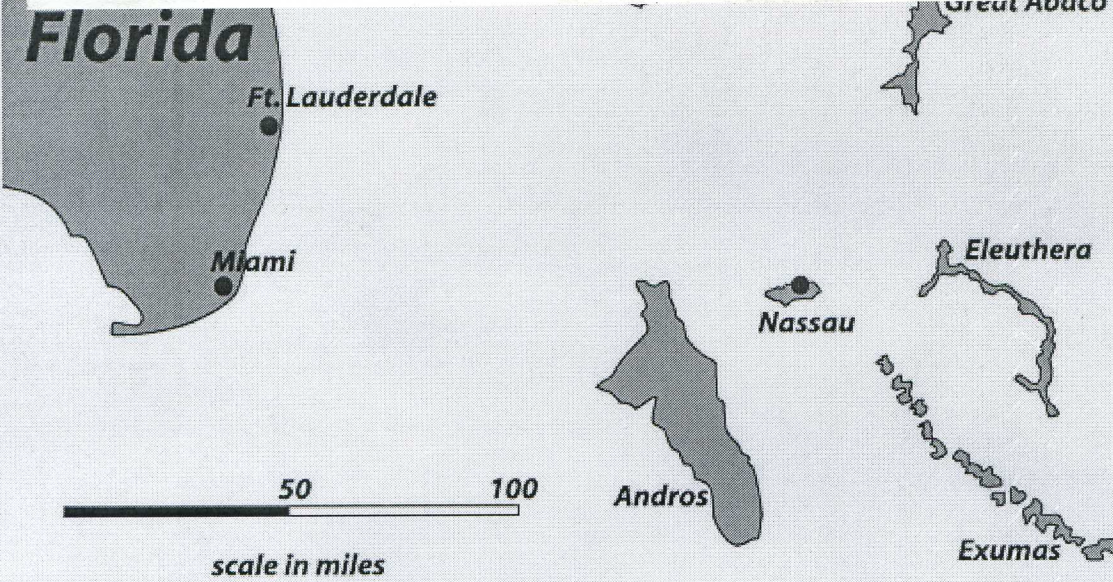 Great Abaco
Florida
Ft. Lauderdale
Eleuthera
Miami
Nassau
50 100
Andros
Exumas
scale in miles